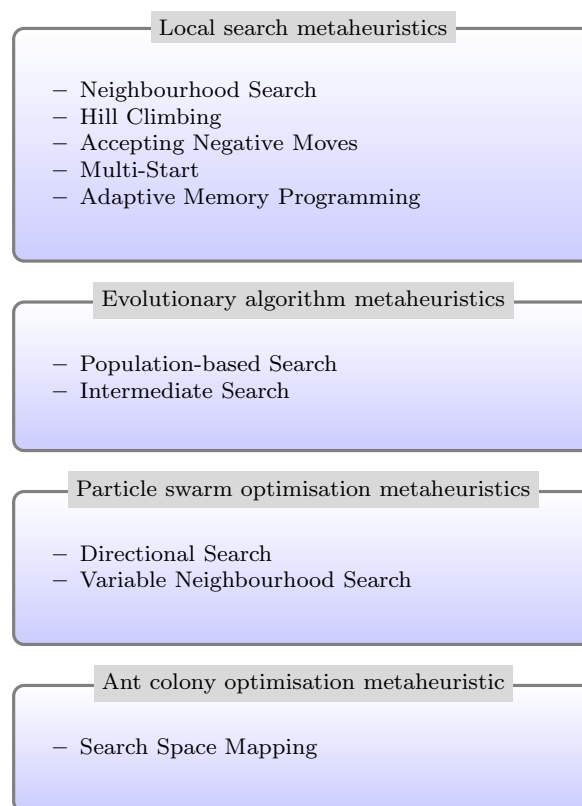 Local search metaheuristics
– Neighbourhood Search
– Hill Climbing
– Accepting Negative Moves
– Multi-Start
– Adaptive Memory Programming
Evolutionary algorithm metaheuristics
– Population-based Search
– Intermediate Search
Particle swarm optimisation metaheuristics
– Directional Search
– Variable Neighbourhood Search
Ant colony optimisation metaheuristic
– Search Space Mapping